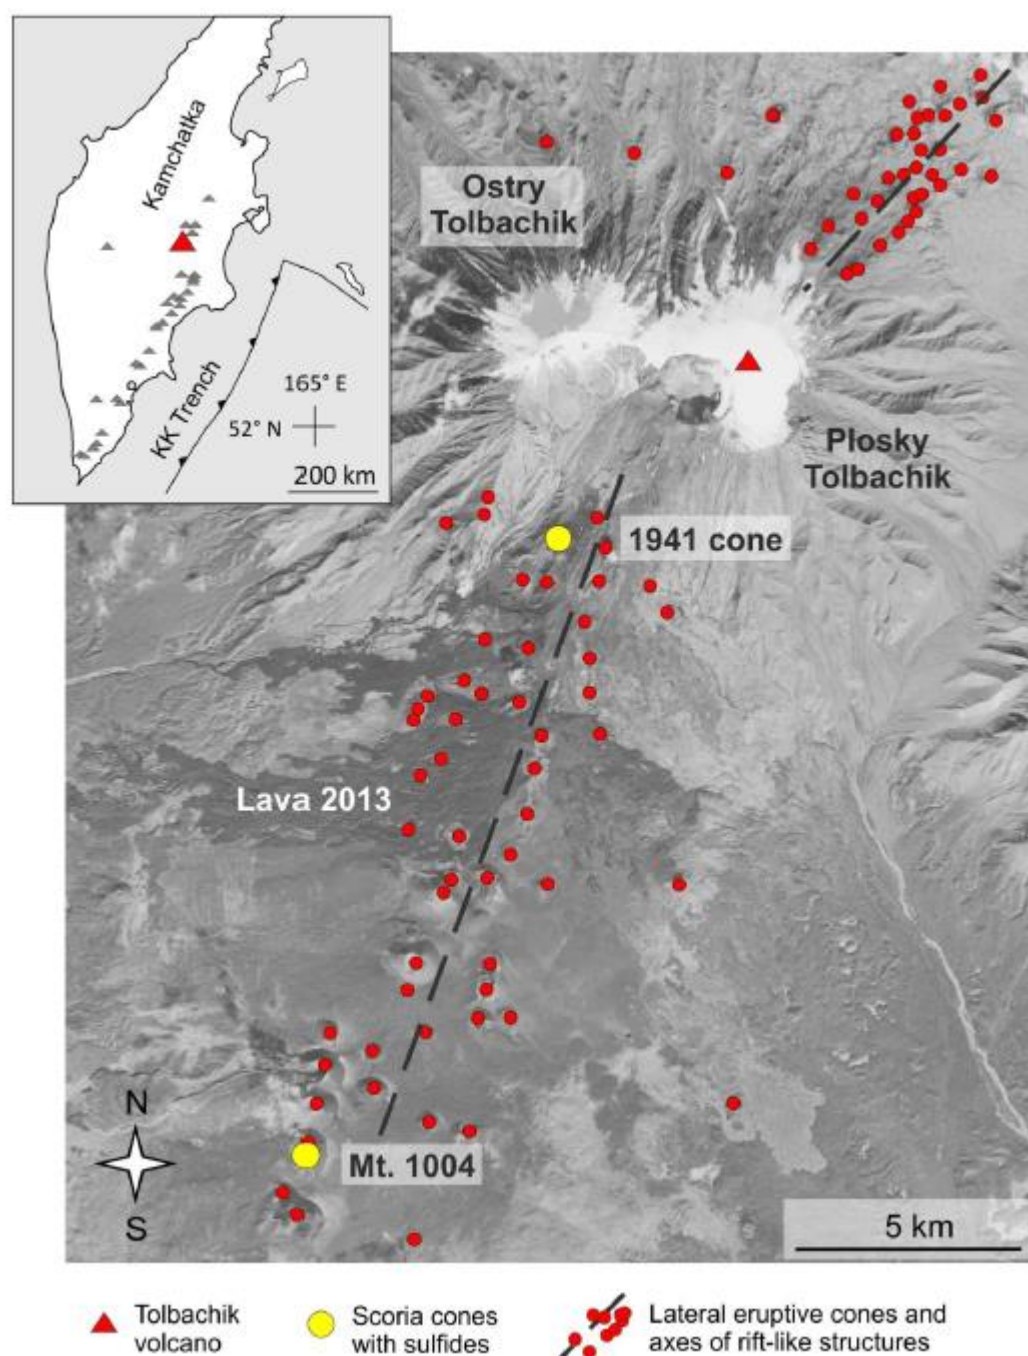 Kamchatka
KK Trench
165° E
52° N
200 km
Ostry
Tolbachik
Plosky
Tolbachik
1941 cone
Lava 2013
N
S
Mt. 1004
5 km
Tolbachik
volcano
Scoria cones
with sulfides
Lateral eruptive cones and
axes of rift-like structures